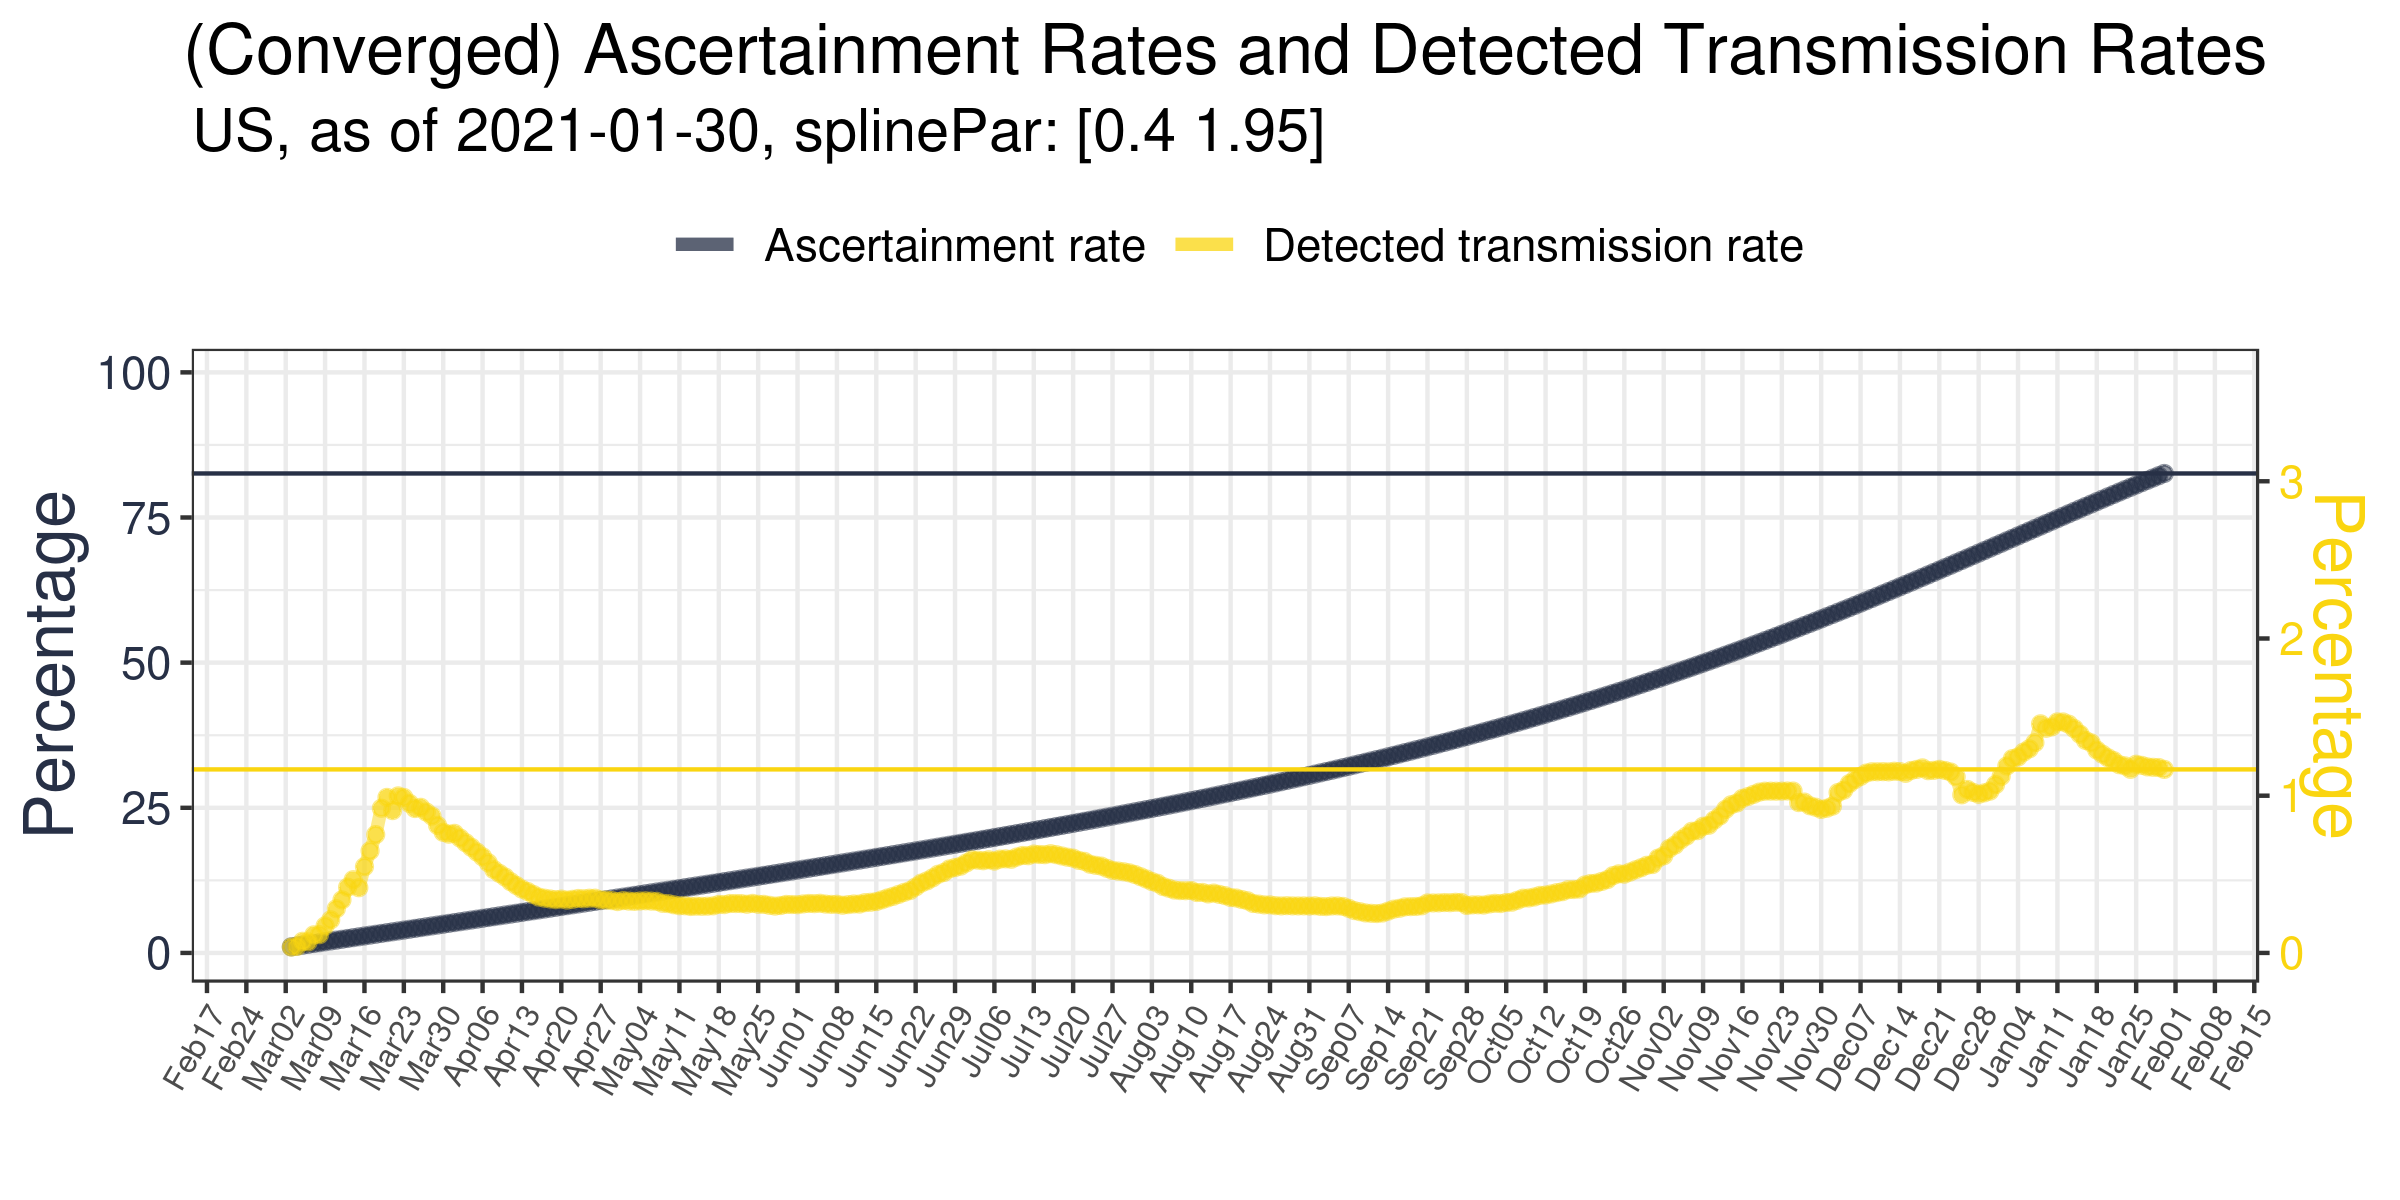 (Converged) Ascertainment Rates and Detected Transmission Rates
US, as of 2021-01-30, splinePar: [0.4 1.95]
Ascertainment rate
Detected transmission rate
Percentage
100
75
50
25
0
3
2
1
0
Percentage
Feb17
Feb24
Mar02
Mar09
Mar16
Mar23
Mar30
Apr06
Apr13
Apr20
Apr27
May04
May11
May18
May25
Jun01
Jun08
Jun15
Jun22
Jun29
Jul06
Jul13
Jul20
Jul27
Aug03
Aug10
Aug17
Aug24
Aug31
Sep07
Sep14
Sep21
Sep28
Oct05
Oct12
Oct19
Oct26
Nov02
Nov09
Nov16
Nov23
Nov30
Dec07
Dec14
Dec21
Dec28
Jan04
Jan11
Jan18
Jan25
Feb01
Feb08
Feb15